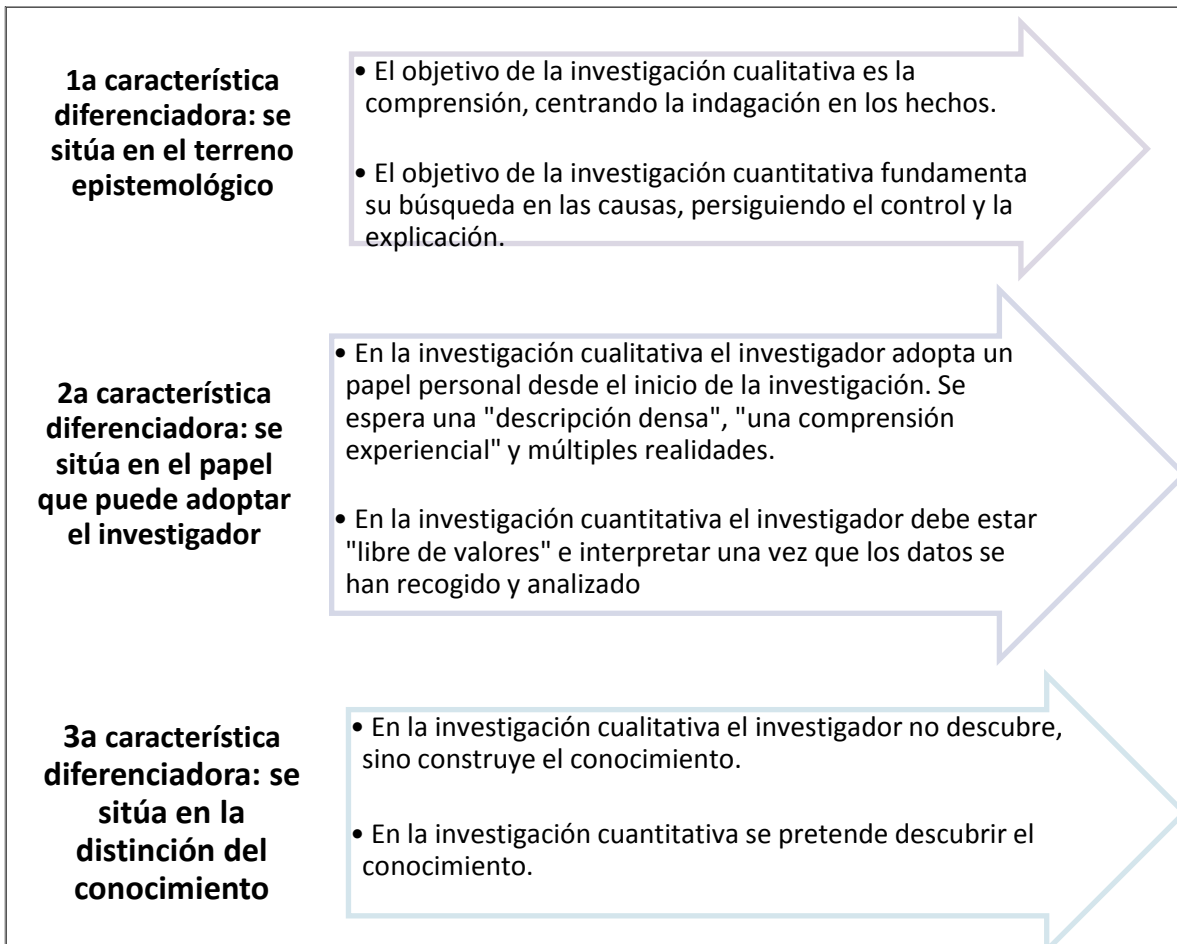 1a característica
diferenciadora: se
sitúa en el terreno
epistemológico
• El objetivo de la investigación cualitativa es la
comprensión, centrando la indagación en los hechos.
• El objetivo de la investigación cuantitativa fundamenta
su búsqueda en las causas, persiguiendo el control y la
explicación.
2a característica
diferenciadora: se
sitúa en el papel
que puede adoptar
el investigador
• En la investigación cualitativa el investigador adopta un
papel personal desde el inicio de la investigación. Se
espera una "descripción densa", "una comprensión
experiencial" y múltiples realidades.
• En la investigación cuantitativa el investigador debe estar
"libre de valores" e interpretar una vez que los datos se
han recogido y analizado
3a característica
diferenciadora: se
sitúa en la
distinción del
conocimiento
• En la investigación cualitativa el investigador no descubre,
sino construye el conocimiento.
• En la investigación cuantitativa se pretende descubrir el
conocimiento.